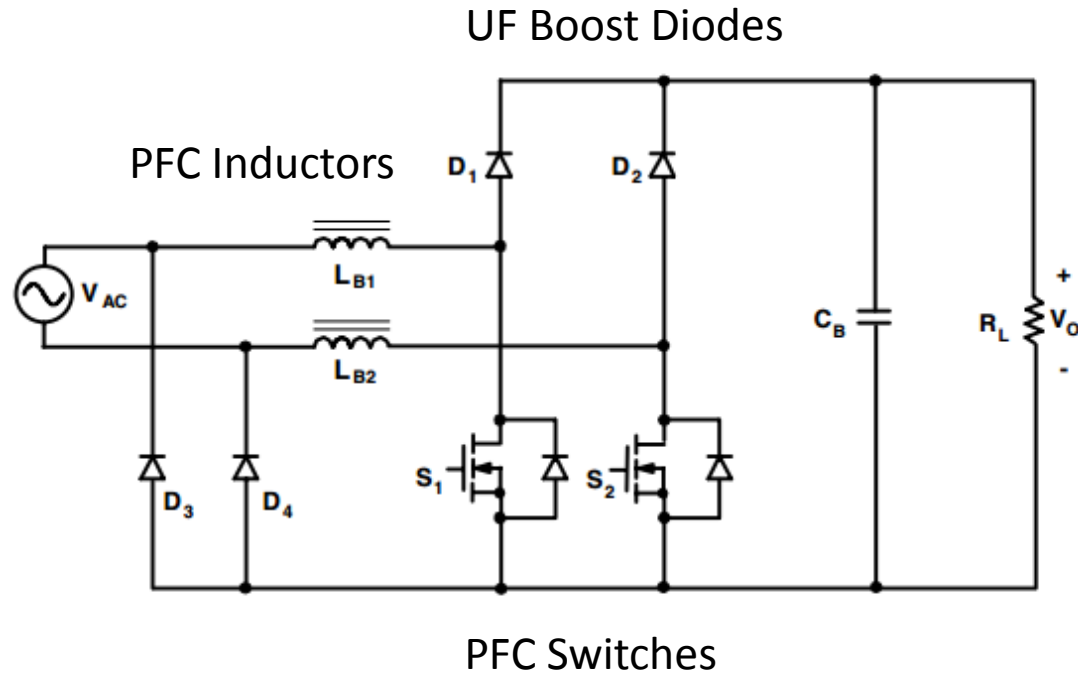 UF Boost Diodes
PFC Inductors
D1
D2
LB1
VAC
LB2
CB
RL
+
VO
-
S1
S2
D3
D4
PFC Switches